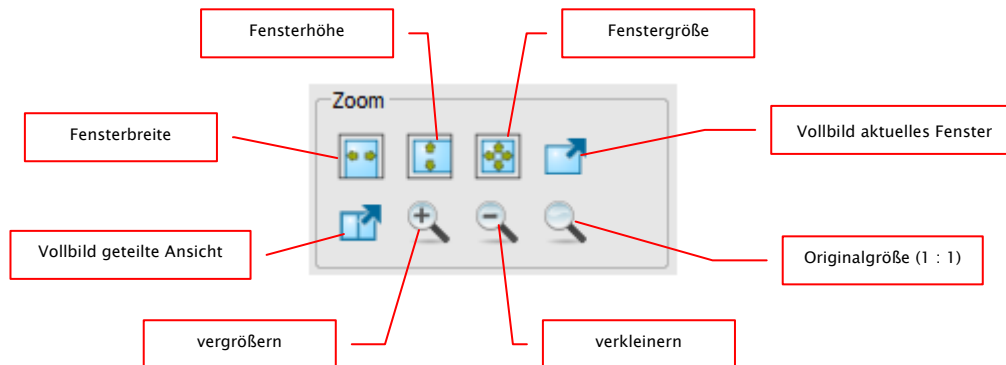 Fensterhöhe
Fenstergröße
Zoom
Fensterbreite
Vollbild aktuelles Fenster
Vollbild geteilte Ansicht
Originalgröße (1 : 1)
vergrößern
verkleinern